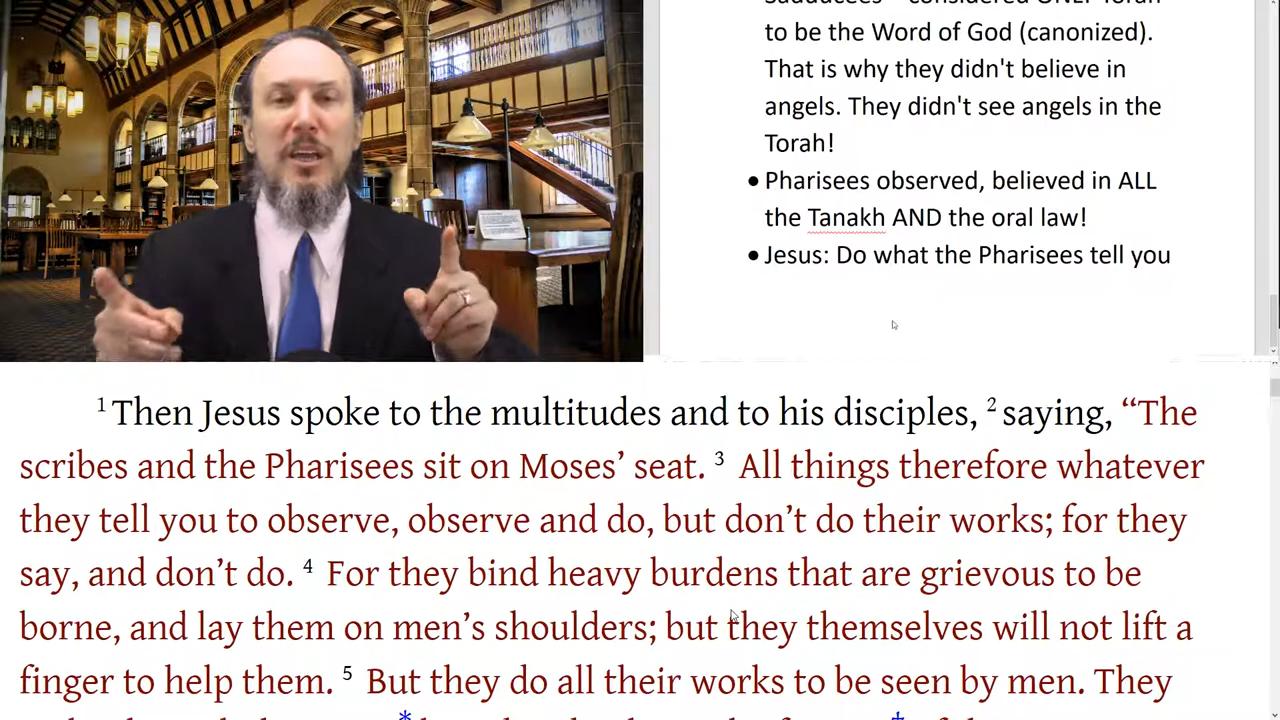 Sadducees – considered ONLY Torah
to be the Word of God (canonized).
That is why they didn't believe in
angels. They didn't see angels in the
Torah!
• Pharisees observed, believed in ALL
the Tanakh AND the oral law!
• Jesus: Do what the Pharisees tell you
1 Then Jesus spoke to the multitudes and to his disciples, 2 saying, “The
scribes and the Pharisees sit on Moses’ seat. 3 All things therefore whatever
they tell you to observe, observe and do, but don’t do their works; for they
say, and don’t do. 4 For they bind heavy burdens that are grievous to be
borne, and lay them on men’s shoulders; but they themselves will not lift a
finger to help them. 5 But they do all their works to be seen by men. They